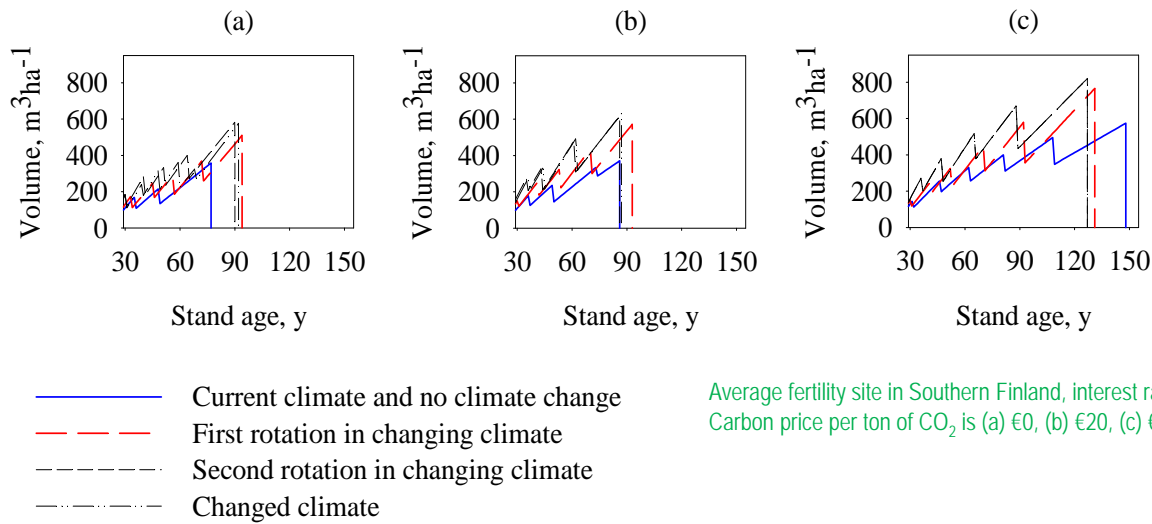 (a)
(b)
(c)
Volume, m³ha⁻¹
800
600
400
200
0
30 60 90 120 150
Stand age, y
Volume, m³ha⁻¹
800
600
400
200
0
30 60 90 120 150
Stand age, y
Volume, m³ha⁻¹
800
600
400
200
0
30 60 90 120 150
Stand age, y
Current climate and no climate change
First rotation in changing climate
Second rotation in changing climate
Changed climate
Average fertility site in Southern Finland, interest
Carbon price per ton of CO₂ is (a) €0, (b) €20, (c)